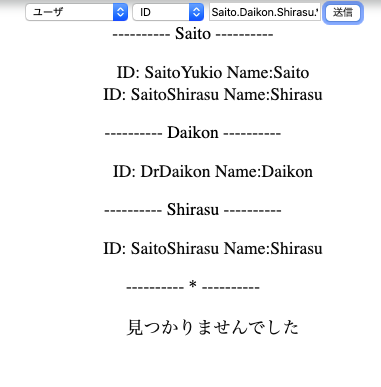 ユーザ ID Saito.Daikon.Shirasu. 送信
---------- Saito ----------
ID: SaitoYukio Name:Saito
ID: SaitoShirasu Name:Shirasu
---------- Daikon ----------
ID: DrDaikon Name:Daikon
---------- Shirasu ----------
ID: SaitoShirasu Name:Shirasu
---------- * ----------
見つかりませんでした